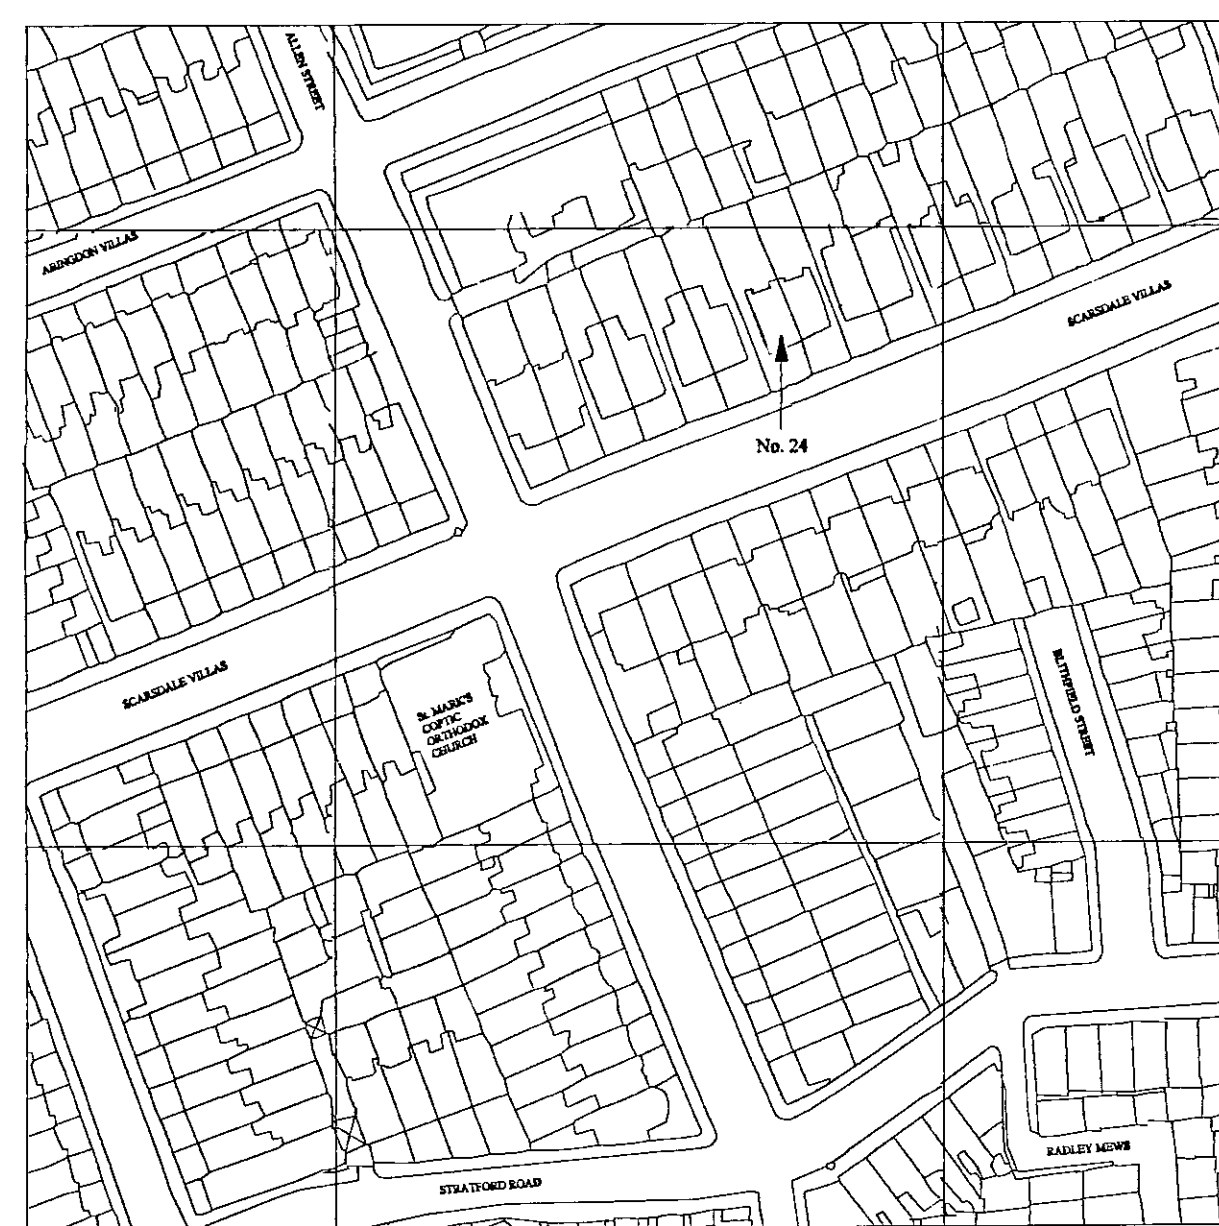 ALLEN STREET
ABINGDON VILLAS
SCARSDALE VILLAS
No. 24
SCARSDALE VILLAS
St. MARK'S
COPTIC
ORTHODOX
CHURCH
BLITHFIELD STREET
RADLEY MEWS
STRATFORD ROAD